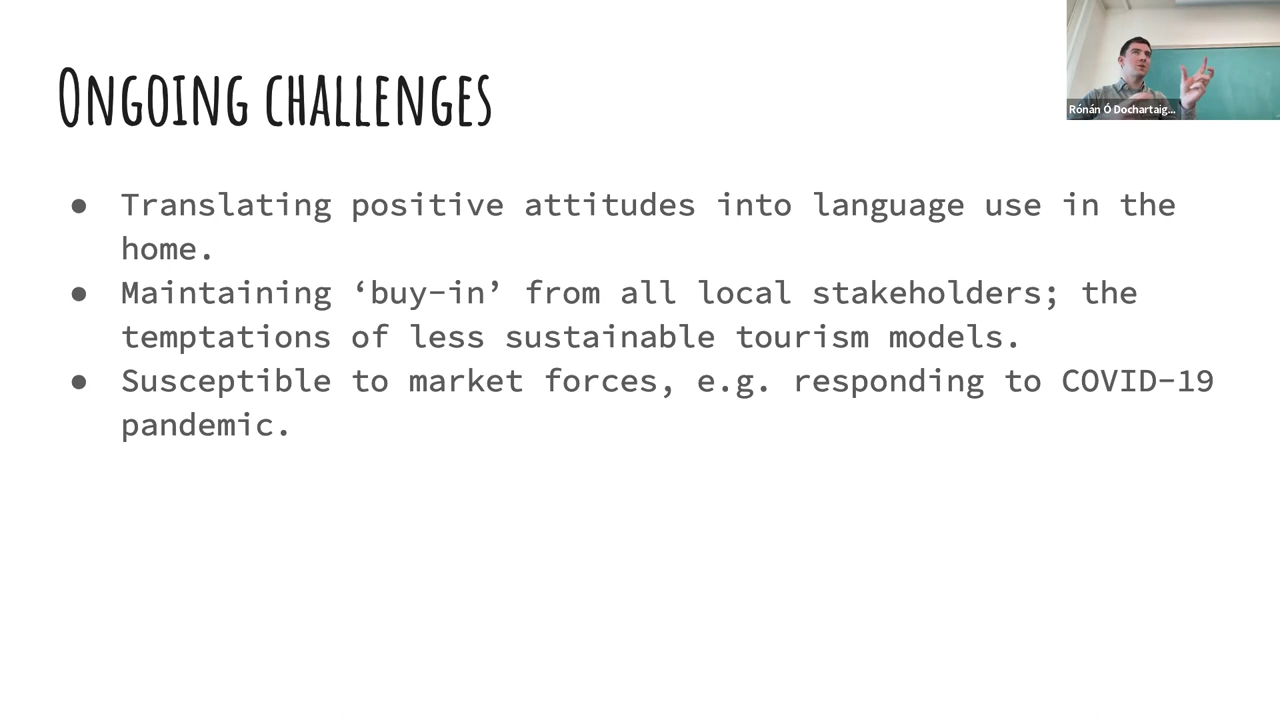 Ongoing challenges
Rónán Ó Dochartaig...
● Translating positive attitudes into language use in the
home.
● Maintaining ‘buy-in’ from all local stakeholders; the
temptations of less sustainable tourism models.
● Susceptible to market forces, e.g. responding to COVID-19
pandemic.